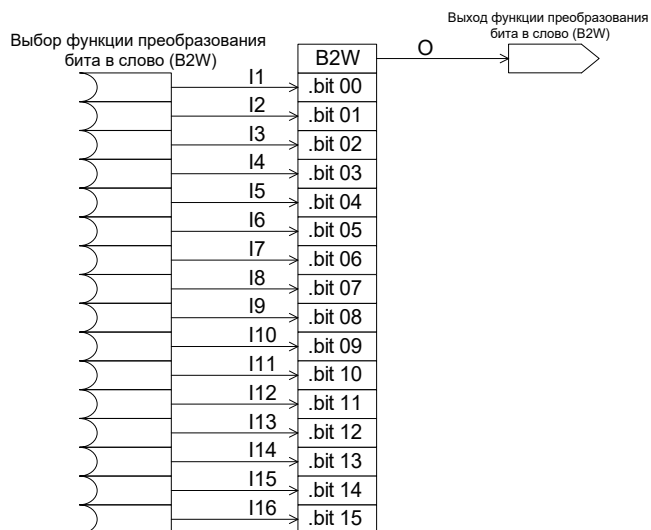 Выход функции преобразования
бита в слово (B2W)
Выбор функции преобразования
бита в слово (B2W)
B2W
O
I1
.bit 00
I2
.bit 01
I3
.bit 02
I4
.bit 03
I5
.bit 04
I6
.bit 05
I7
.bit 06
I8
.bit 07
I9
.bit 08
I10
.bit 09
I11
.bit 10
I12
.bit 11
I13
.bit 12
I14
.bit 13
I15
.bit 14
I16
.bit 15